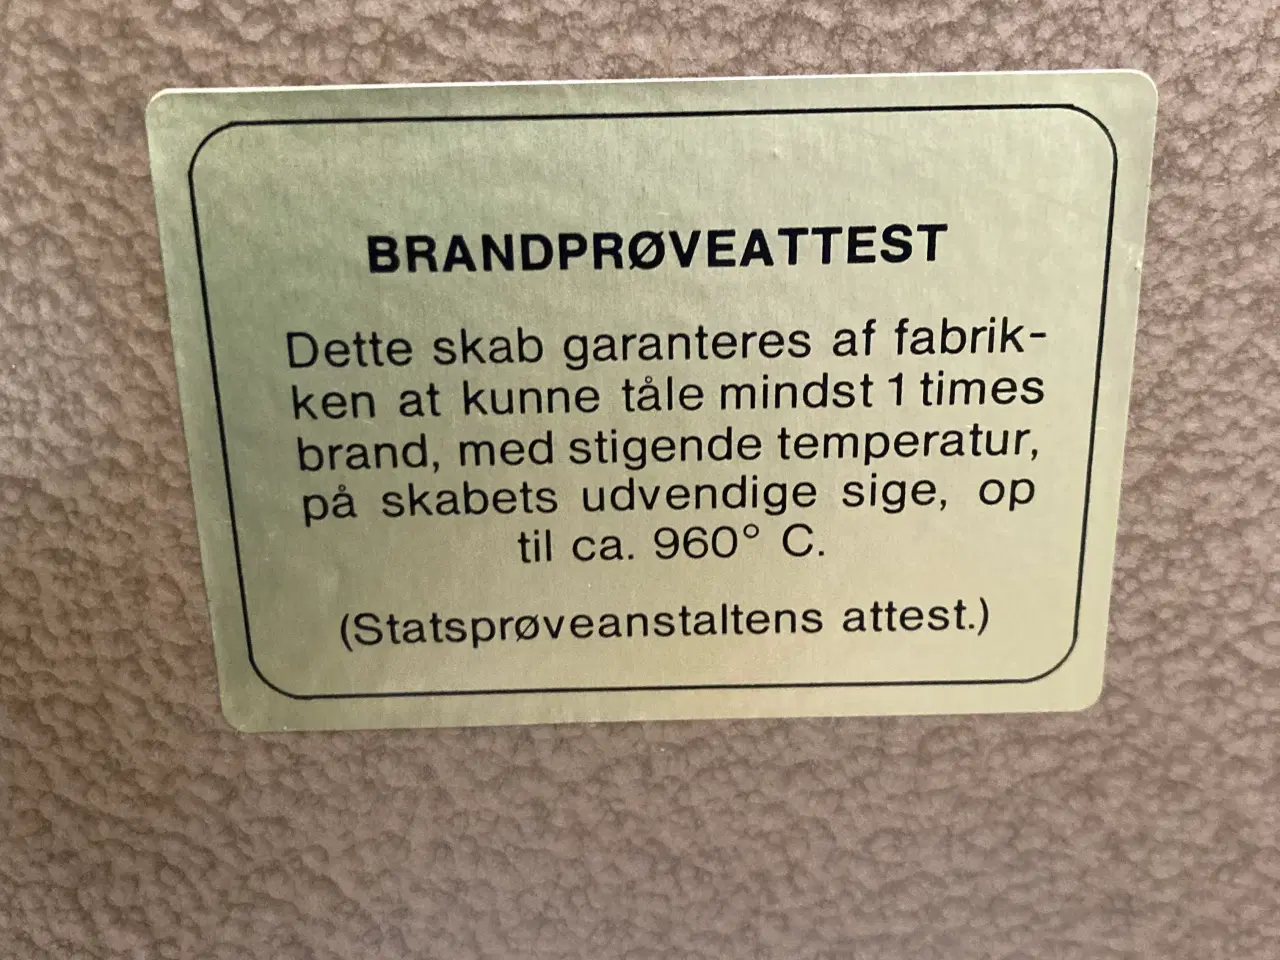 BRANDPRØVEATTEST
Dette skab garanteres af fabrik-
ken at kunne tåle mindst 1 times
brand, med stigende temperatur,
på skabets udvendige sige, op
til ca. 960° C.
(Statsprøveanstaltens attest.)